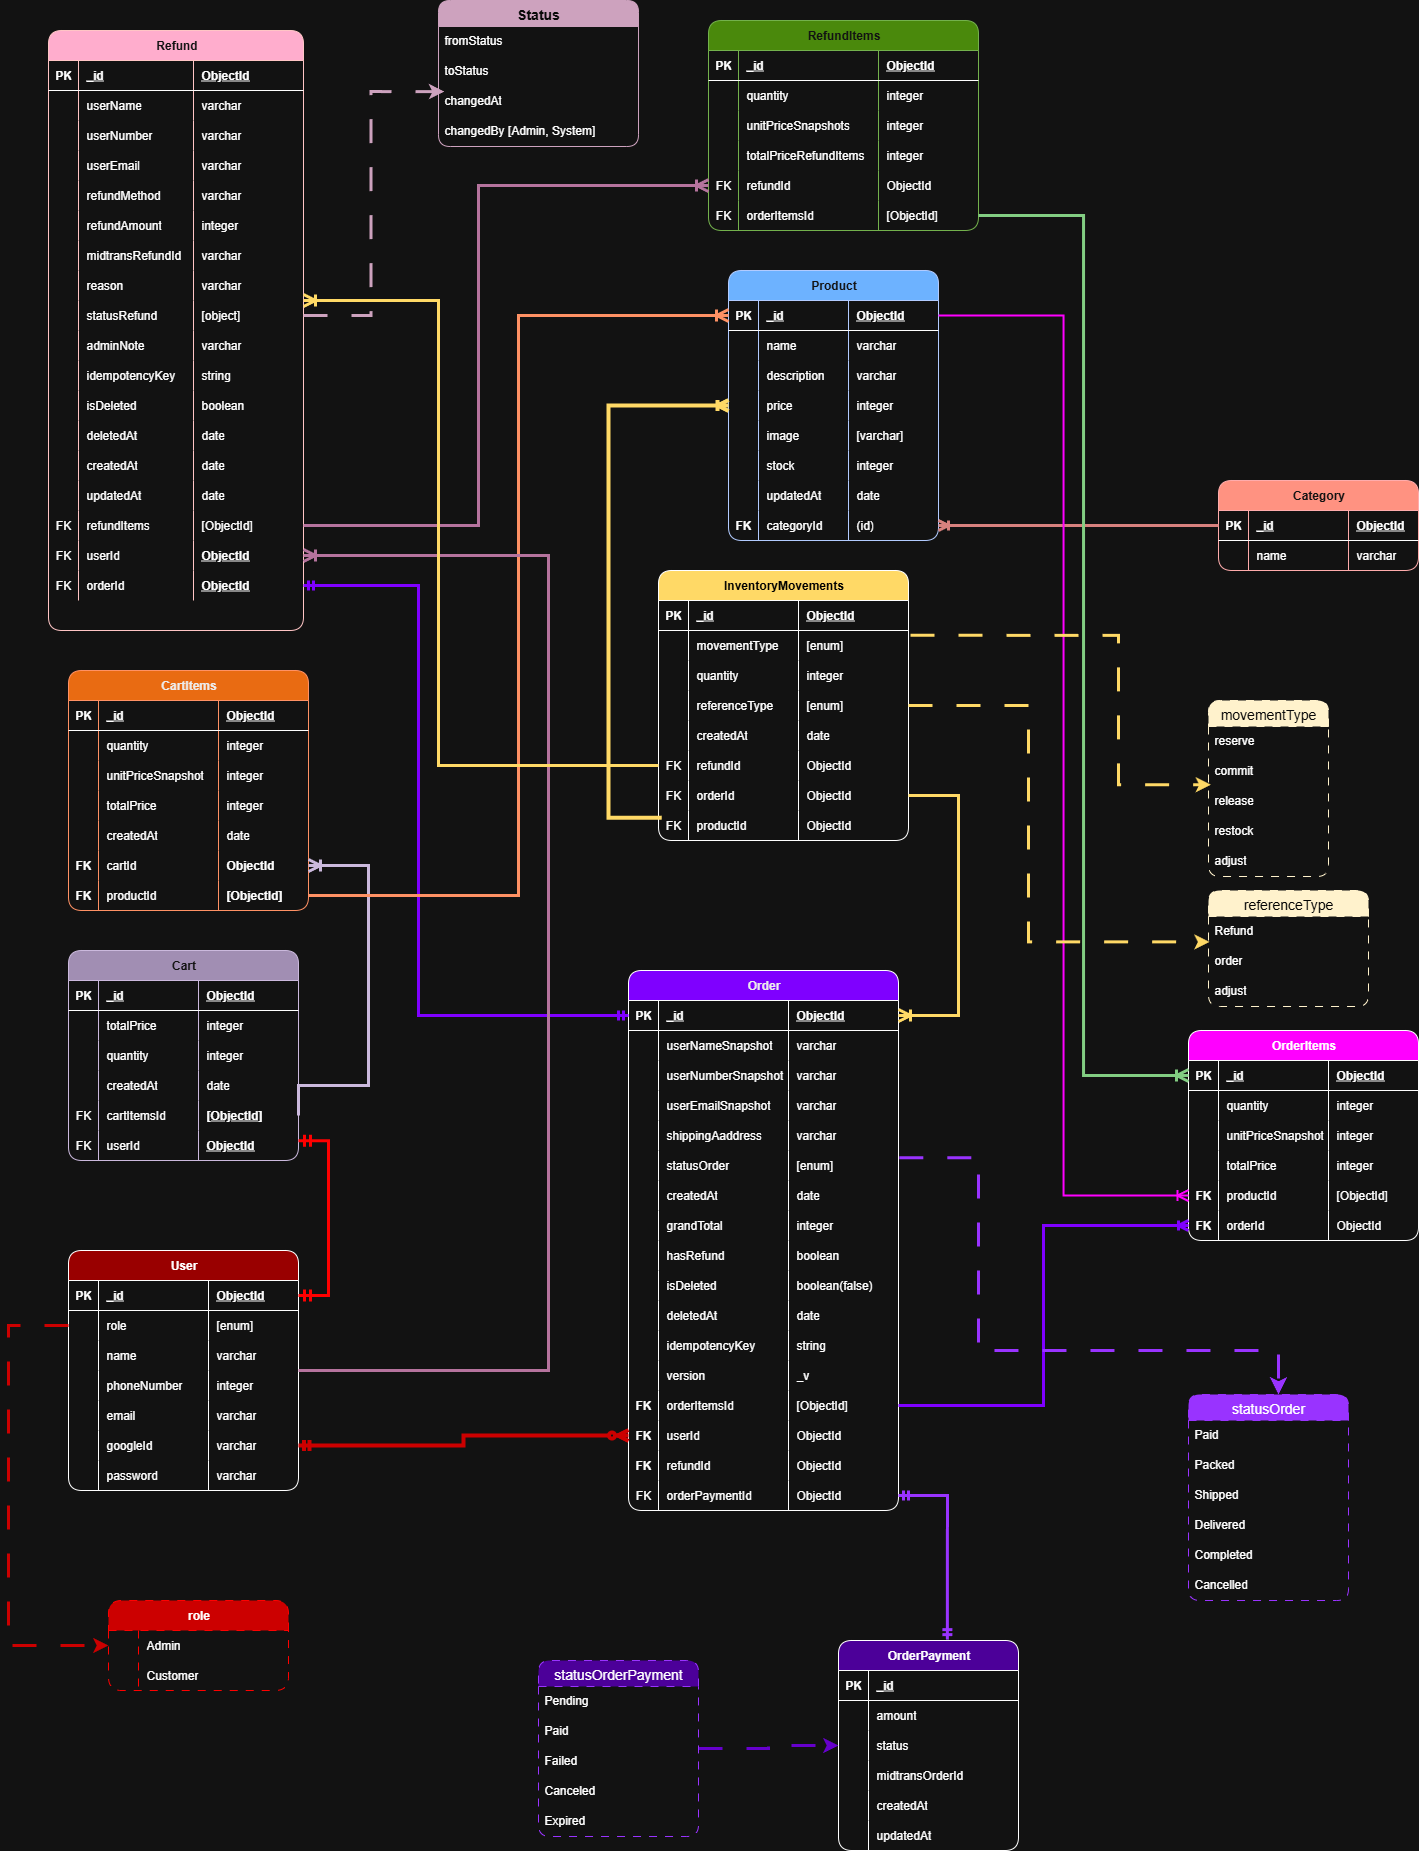 Refund
PK _id ObjectId
userName varchar
userNumber varchar
userEmail varchar
refundMethod varchar
refundAmount integer
midtransRefundId varchar
reason varchar
statusRefund [object]
adminNote varchar
idempotencyKey string
isDeleted boolean
deletedAt date
createdAt date
updatedAt date
FK refundItems [ObjectId]
FK userId ObjectId
FK orderId ObjectId
Status
fromStatus
toStatus
changedAt
changedBy [Admin, System]
RefundItems
PK _id ObjectId
quantity integer
unitPriceSnapshots integer
totalPriceRefundItems integer
FK refundId ObjectId
FK orderItemsId [ObjectId]
Product
PK _id ObjectId
name varchar
description varchar
price integer
image [varchar]
stock integer
updatedAt date
FK categoryId (id)
Category
PK _id ObjectId
name varchar
InventoryMovements
PK _id ObjectId
movementType [enum]
quantity integer
referenceType [enum]
createdAt date
FK refundId ObjectId
FK orderId ObjectId
FK productId ObjectId
CartItems
PK _id ObjectId
quantity integer
unitPriceSnapshot integer
totalPrice integer
createdAt date
FK cartId ObjectId
FK productId [ObjectId]
movementType
reserve
commit
release
restock
adjust
referenceType
Refund
order
adjust
Cart
PK _id ObjectId
totalPrice integer
quantity integer
createdAt date
FK cartItemsId [ObjectId]
FK userId ObjectId
Order
PK _id ObjectId
userNameSnapshot varchar
userNumberSnapshot varchar
userEmailSnapshot varchar
shippingAaddress varchar
statusOrder [enum]
createdAt date
grandTotal integer
hasRefund boolean
isDeleted boolean(false)
deletedAt date
idempotencyKey string
version _v
FK orderItemsId [ObjectId]
FK userId ObjectId
FK refundId ObjectId
FK orderPaymentId ObjectId
OrderItems
PK _id ObjectId
quantity integer
unitPriceSnapshot integer
totalPrice integer
FK productId [ObjectId]
FK orderId ObjectId
User
PK _id ObjectId
role [enum]
name varchar
phoneNumber integer
email varchar
googleId varchar
password varchar
statusOrder
Paid
Packed
Shipped
Delivered
Completed
Cancelled
role
Admin
Customer
statusOrderPayment
Pending
Paid
Failed
Canceled
Expired
OrderPayment
PK _id
amount
status
midtransOrderId
createdAt
updatedAt